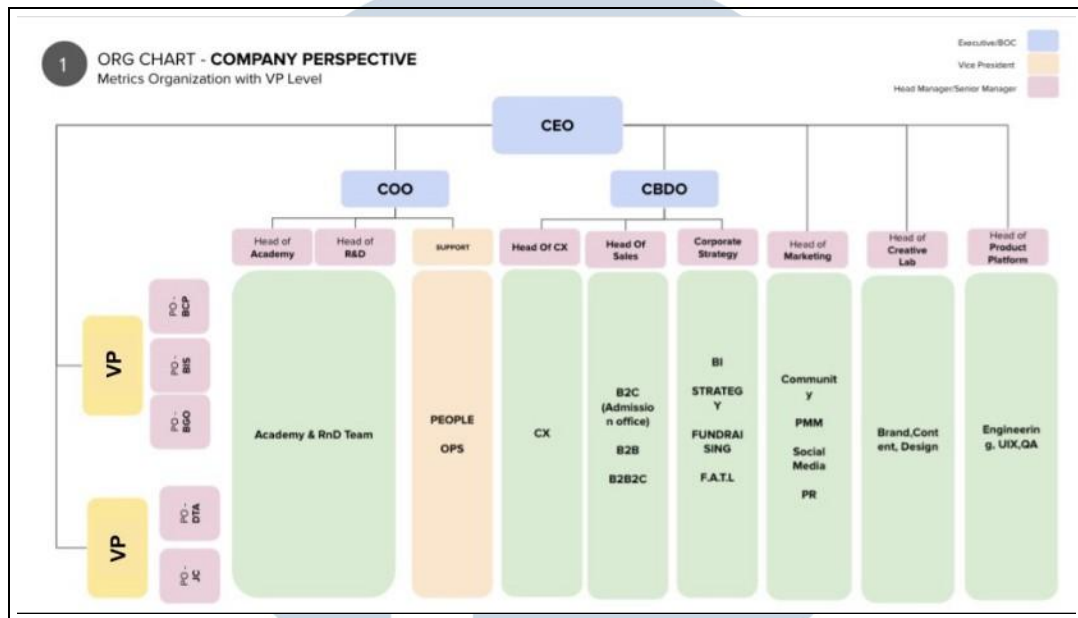 1
ORG CHART - COMPANY PERSPECTIVE
Metrics Organization with VP Level
Executive/BOC
Vice President
Head Manager/Senior Manager
CEO
COO
CBDO
Head of
Academy
Head of
R&D
SUPPORT
Head Of CX
Head Of
Sales
Corporate
Strategy
Head of
Marketing
Head of
Creative
Lab
Head of
Product
Platform
VP
PO -
BCP
PO -
BIS
PO -
BGO
VP
PO -
DTA
PO -
JC
Academy & RnD Team
PEOPLE
OPS
CX
B2C
(Admissio
n office)
B2B
B2B2C
BI
STRATEG
Y
FUNDRAI
SING
F.A.T.L
Communit
y
PMM
Social
Media
PR
Brand,Cont
ent, Design
Engineerin
g, UIX,QA